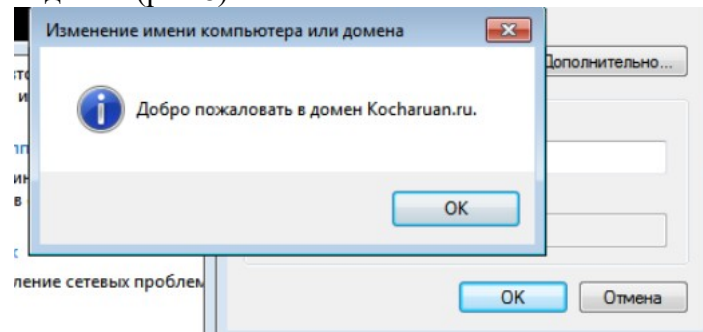 Изменение имени компьютера или домена
Дополнительно...
Добро пожаловать в домен Kocharuan.ru.
OK
ление сетевых проблем
OK
Отмена